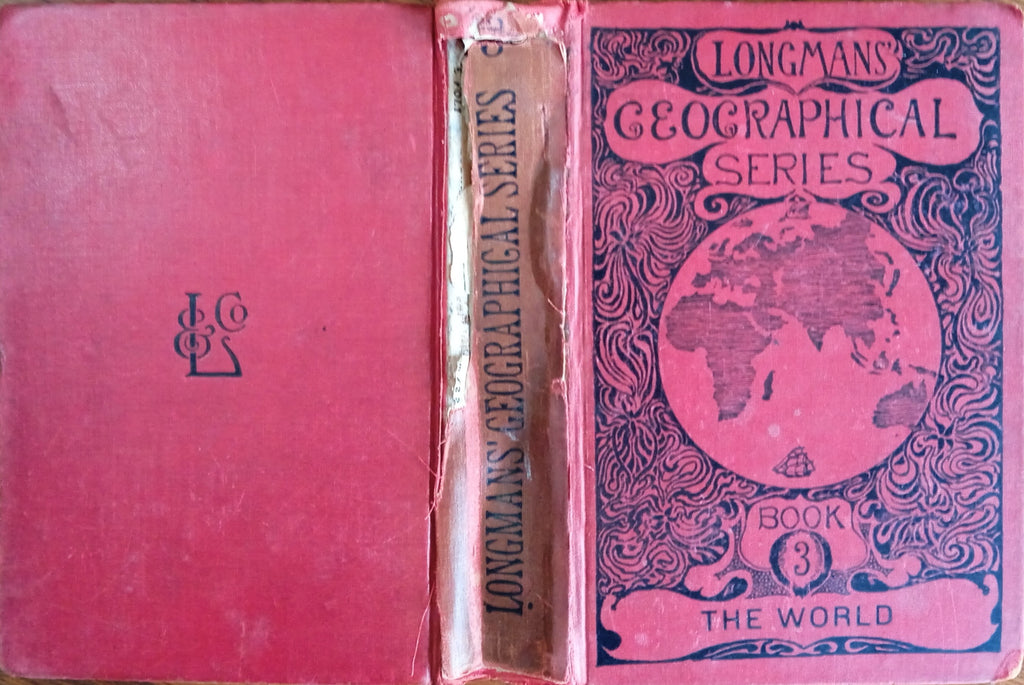 LONGMANS'
GEOGRAPHICAL
SERIES
BOOK
3
THE WORLD
LONGMANS' GEOGRAPHICAL SERIES
L & Co
L